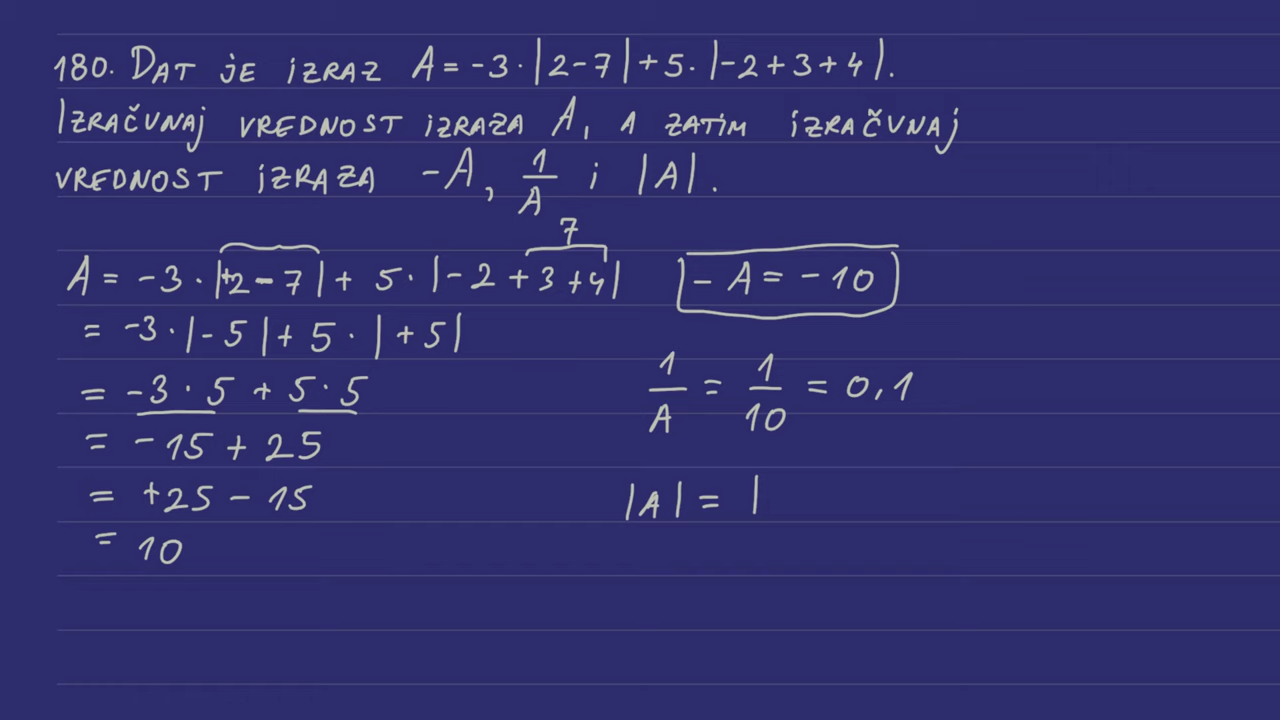 180. DAT JE IZRAZ A = -3 · |2-7| + 5 · |-2+3+4|.
IZRAČUNAJ VREDNOST IZRAZA A, A ZATIM IZRAČUNAJ
VREDNOST IZRAZA -A, 1/A i |A|.
7
A = -3 · |+2-7| + 5 · |-2+3+4|
= -3 · |-5| + 5 · |+5|
= -3 · 5 + 5 · 5
= -15 + 25
= +25 - 15
= 10
-A = -10
1/A = 1/10 = 0,1
|A| = |